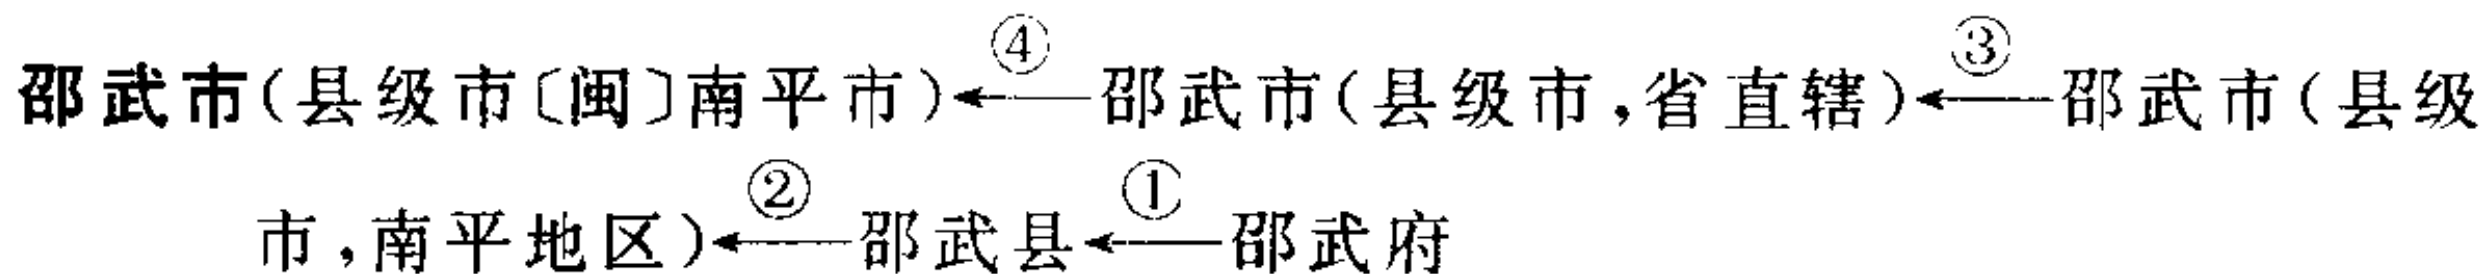 邵武市(县级市〔闽〕南平市)←④—邵武市(县级市,省直辖)←③—邵武市(县级
市,南平地区)←②—邵武县←①—邵武府